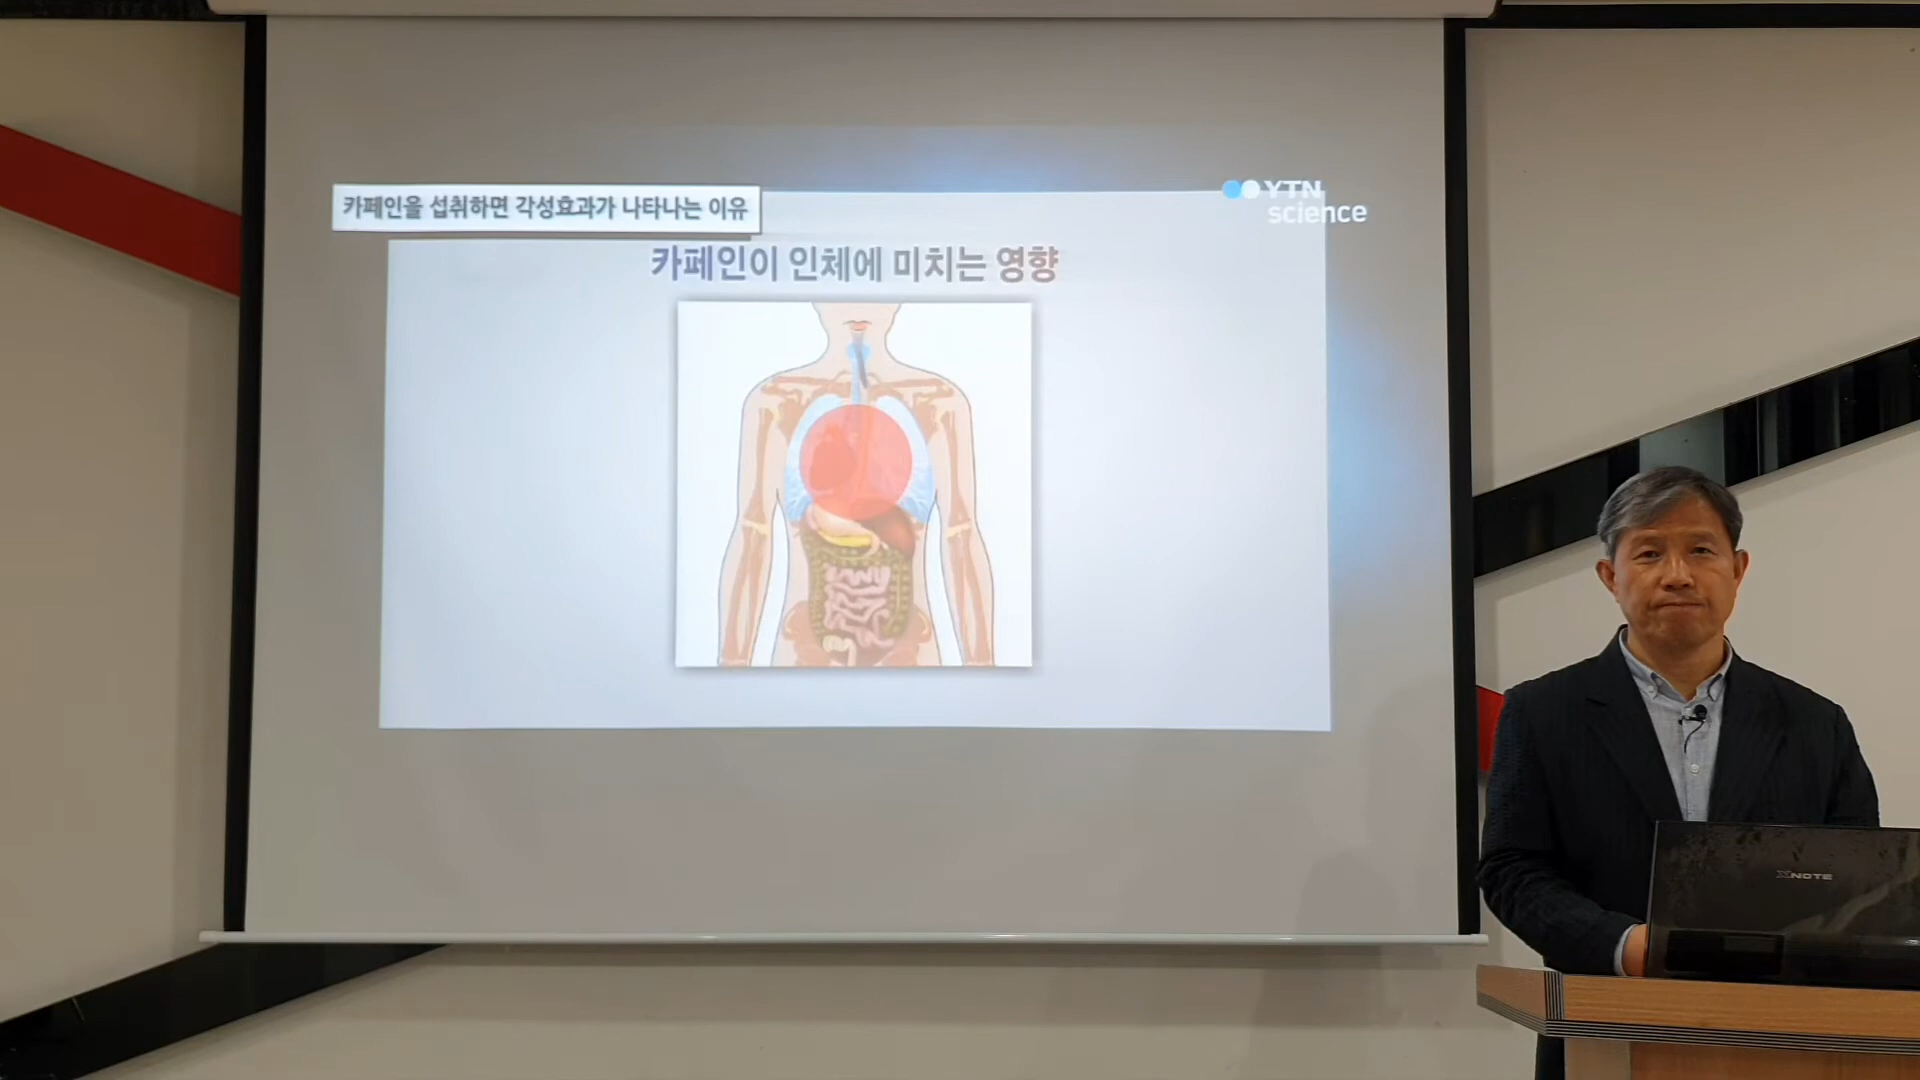 카페인을 섭취하면 각성효과가 나타나는 이유
YTN
science
카페인이 인체에 미치는 영향
XNOTE